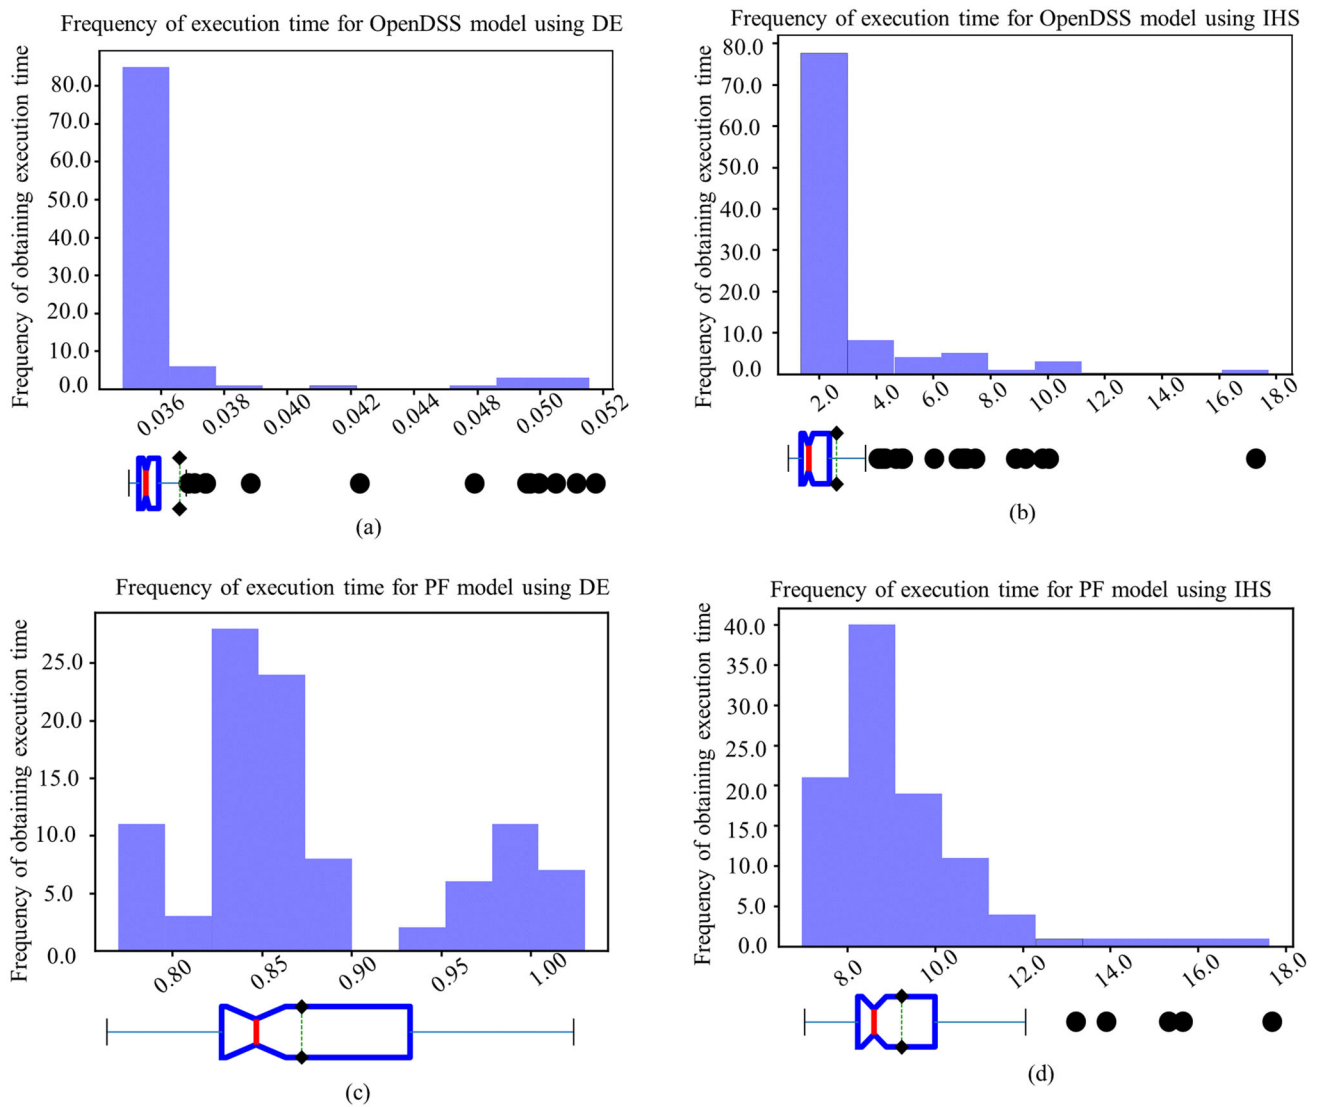 Frequency of execution time for OpenDSS model using DE
Frequency of obtaining execution time
80.0
70.0
60.0
50.0
40.0
30.0
20.0
10.0
0.0
0.036 0.038 0.040 0.042 0.044 0.048 0.050 0.052
(a)
Frequency of execution time for OpenDSS model using IHS
Frequency of obtaining execution time
80.0
70.0
60.0
50.0
40.0
30.0
20.0
10.0
0.0
2.0 4.0 6.0 8.0 10.0 12.0 14.0 16.0 18.0
(b)
Frequency of execution time for PF model using DE
Frequency of obtaining execution time
25.0
20.0
15.0
10.0
5.0
0.0
0.80 0.85 0.90 0.95 1.00
(c)
Frequency of execution time for PF model using IHS
Frequency of obtaining execution time
40.0
35.0
30.0
25.0
20.0
15.0
10.0
5.0
0.0
8.0 10.0 12.0 14.0 16.0 18.0
(d)